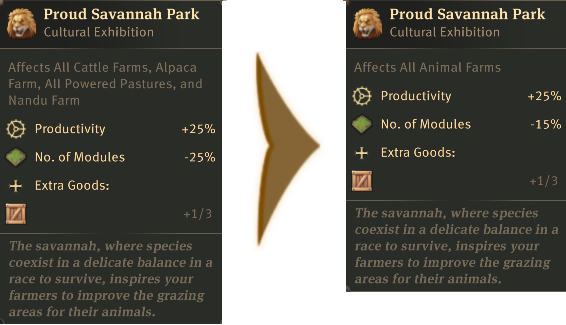 Proud Savannah Park
Cultural Exhibition
Affects All Cattle Farms, Alpaca
Farm, All Powered Pastures, and
Nandu Farm
Productivity +25%
No. of Modules -25%
Extra Goods:
+1/3
The savannah, where species
coexist in a delicate balance in a
race to survive, inspires your
farmers to improve the grazing
areas for their animals.
Proud Savannah Park
Cultural Exhibition
Affects All Animal Farms
Productivity +25%
No. of Modules -15%
Extra Goods:
+1/3
The savannah, where species
coexist in a delicate balance in a
race to survive, inspires your
farmers to improve the grazing
areas for their animals.